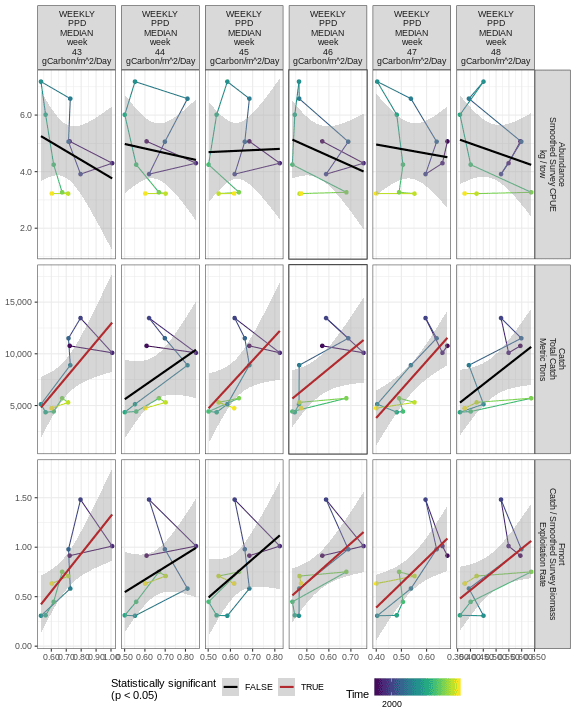 WEEKLY
PPD
MEDIAN
week
43
gCarbon/m^2/Day
WEEKLY
PPD
MEDIAN
week
44
gCarbon/m^2/Day
WEEKLY
PPD
MEDIAN
week
45
gCarbon/m^2/Day
WEEKLY
PPD
MEDIAN
week
46
gCarbon/m^2/Day
WEEKLY
PPD
MEDIAN
week
47
gCarbon/m^2/Day
WEEKLY
PPD
MEDIAN
week
48
gCarbon/m^2/Day
6.0
4.0
2.0
Abundance
Smoothed Survey CPUE
kg / tow
15,000
10,000
5,000
Catch
Total Catch
Metric Tons
1.50
1.00
0.50
0.00
Fmort
Catch / Smoothed Survey Biomass
Exploitation Rate
0.60 0.70 0.80 0.90 1.00
0.50 0.60 0.70 0.80
0.50 0.60 0.70 0.80
0.50 0.60 0.70
0.40 0.50 0.60
Statistically significant
(p < 0.05)
FALSE
TRUE
Time
2000